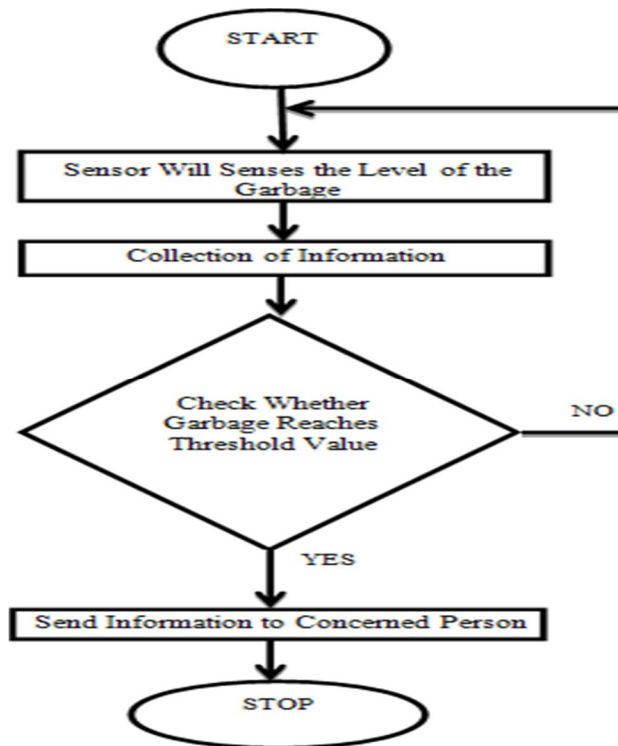 START
Sensor Will Senses the Level of the
Garbage
Collection of Information
Check Whether
Garbage Reaches
Threshold Value
NO
YES
Send Information to Concerned Person
STOP